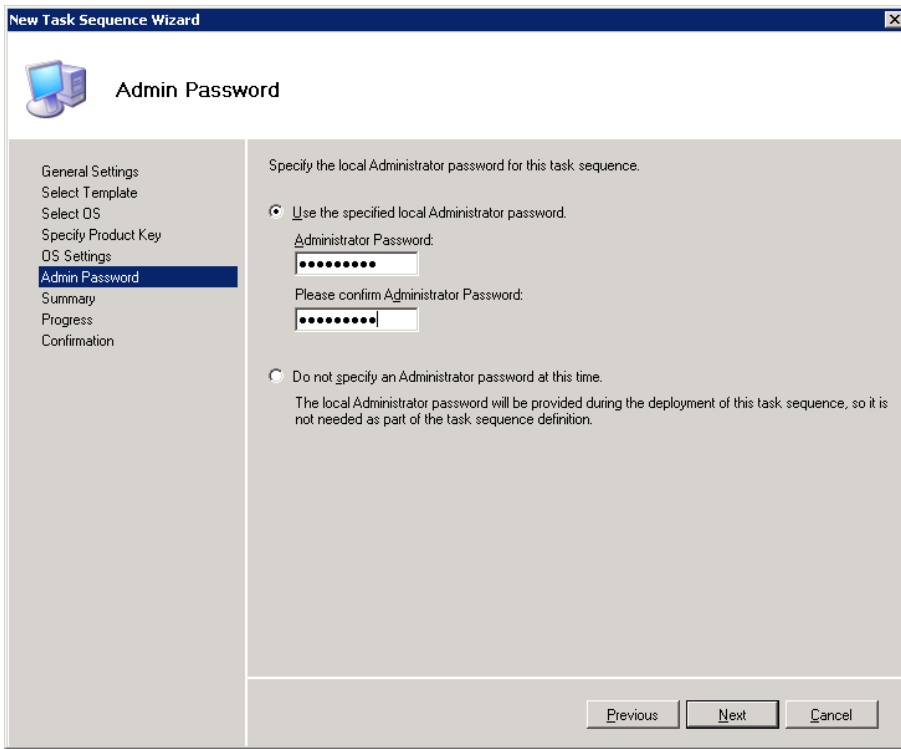 New Task Sequence Wizard
Admin Password
General Settings
Select Template
Select OS
Specify Product Key
OS Settings
Admin Password
Summary
Progress
Confirmation
Specify the local Administrator password for this task sequence.
Use the specified local Administrator password.
Administrator Password:
●●●●●●●●●
Please confirm Administrator Password:
●●●●●●●●●
Do not specify an Administrator password at this time.
The local Administrator password will be provided during the deployment of this task sequence, so it is
not needed as part of the task sequence definition.
Previous
Next
Cancel